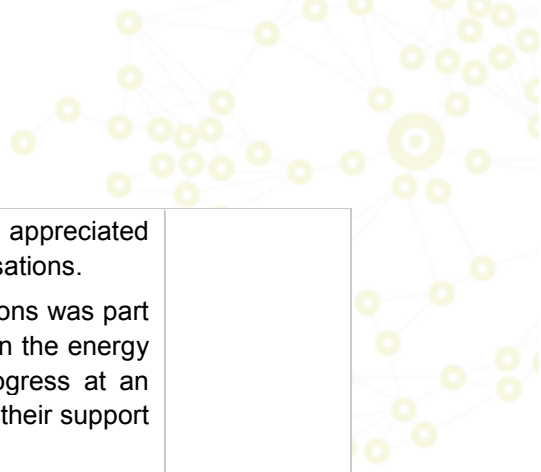 appreciated
sations.
ons was part
n the energy
ogress at an
their support